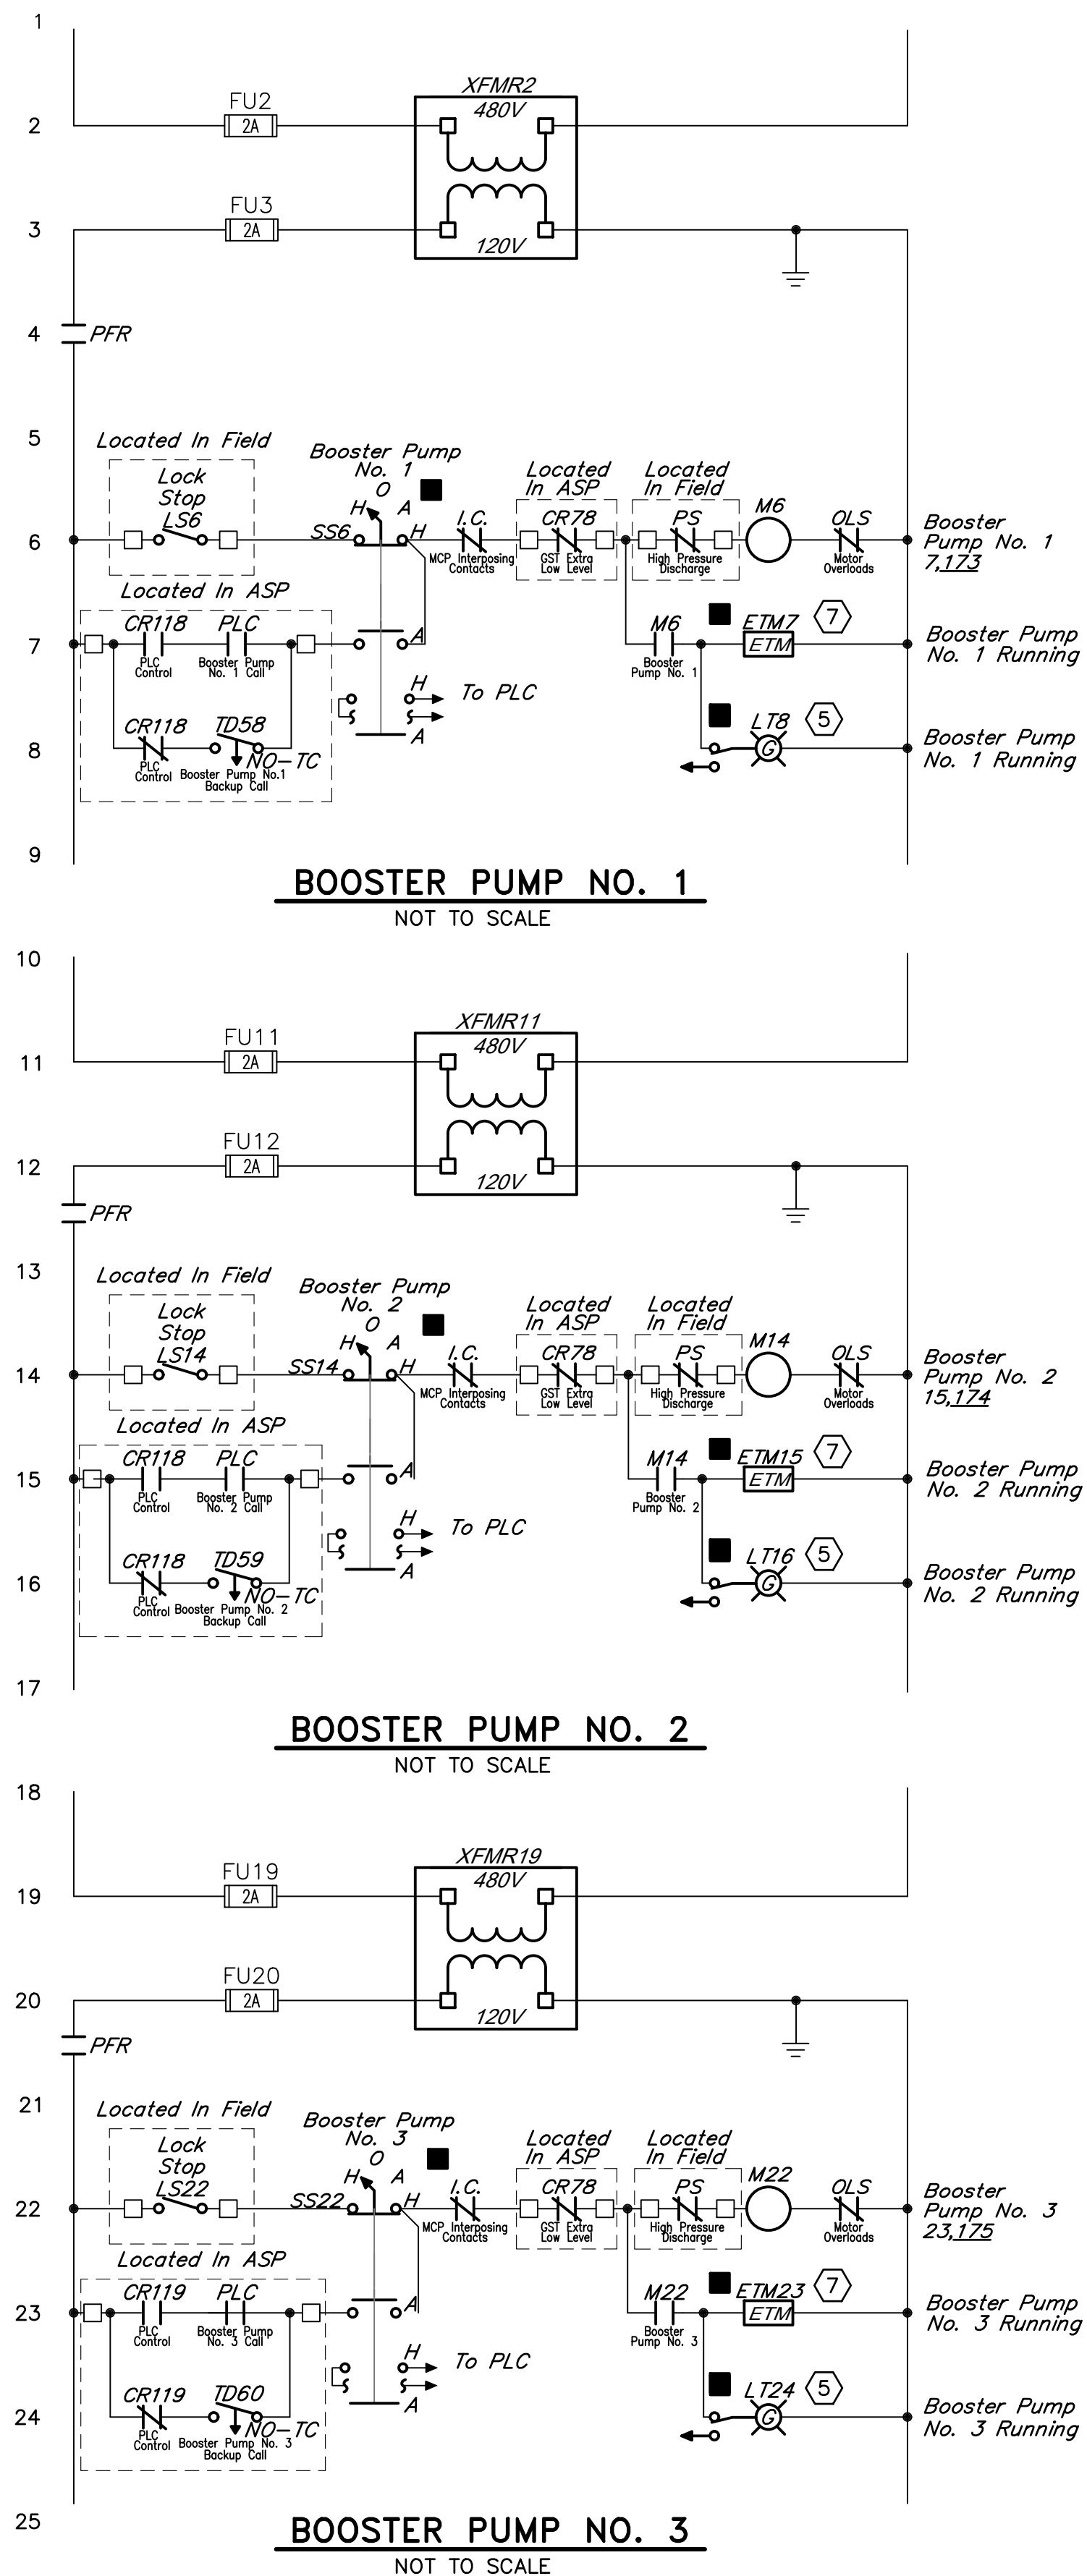 1
XFMR2
480V
FU2
2
2A
FU3
3
2A
120V
4
PFR
5
Located In Field
Booster Pump
No. 1
Located
In ASP
Located
In Field
Lock
Stop
LS6
H
O
A
SS6
H
I.C.
MCP Interposing
Contacts
CR78
GST Extra
Low Level
PS
High Pressure
Discharge
M6
OLS
Motor
Overloads
6
Booster
Pump No. 1
7,173
Located In ASP
7
CR118
PLC
Control
PLC
Booster Pump
No. 1 Call
A
M6
Booster
Pump No. 1
ETM7
ETM
7
Booster Pump
No. 1 Running
H
To PLC
A
8
CR118
PLC
Control
TD58
NO-TC
Booster Pump No.1
Backup Call
LT8
G
5
Booster Pump
No. 1 Running
9
BOOSTER PUMP NO. 1
NOT TO SCALE
10
XFMR11
480V
FU11
11
2A
FU12
12
2A
120V
PFR
13
Located In Field
Booster Pump
No. 2
Located
In ASP
Located
In Field
Lock
Stop
LS14
H
O
A
SS14
H
I.C.
MCP Interposing
Contacts
CR78
GST Extra
Low Level
PS
High Pressure
Discharge
M14
OLS
Motor
Overloads
14
Booster
Pump No. 2
15,174
Located In ASP
15
CR118
PLC
Control
PLC
Booster Pump
No. 2 Call
A
M14
Booster
Pump No. 2
ETM15
ETM
7
Booster Pump
No. 2 Running
H
To PLC
A
16
CR118
PLC
Control
TD59
NO-TC
Booster Pump No. 2
Backup Call
LT16
G
5
Booster Pump
No. 2 Running
17
BOOSTER PUMP NO. 2
NOT TO SCALE
18
XFMR19
480V
FU19
19
2A
FU20
20
2A
120V
PFR
21
Located In Field
Booster Pump
No. 3
Located
In ASP
Located
In Field
Lock
Stop
LS22
H
O
A
SS22
H
I.C.
MCP Interposing
Contacts
CR78
GST Extra
Low Level
PS
High Pressure
Discharge
M22
OLS
Motor
Overloads
22
Booster
Pump No. 3
23,175
Located In ASP
23
CR119
PLC
Control
PLC
Booster Pump
No. 3 Call
A
M22
Booster
Pump No. 3
ETM23
ETM
7
Booster Pump
No. 3 Running
H
To PLC
A
24
CR119
PLC
Control
TD60
NO-TC
Booster Pump No. 3
Backup Call
LT24
G
5
Booster Pump
No. 3 Running
25
BOOSTER PUMP NO. 3
NOT TO SCALE